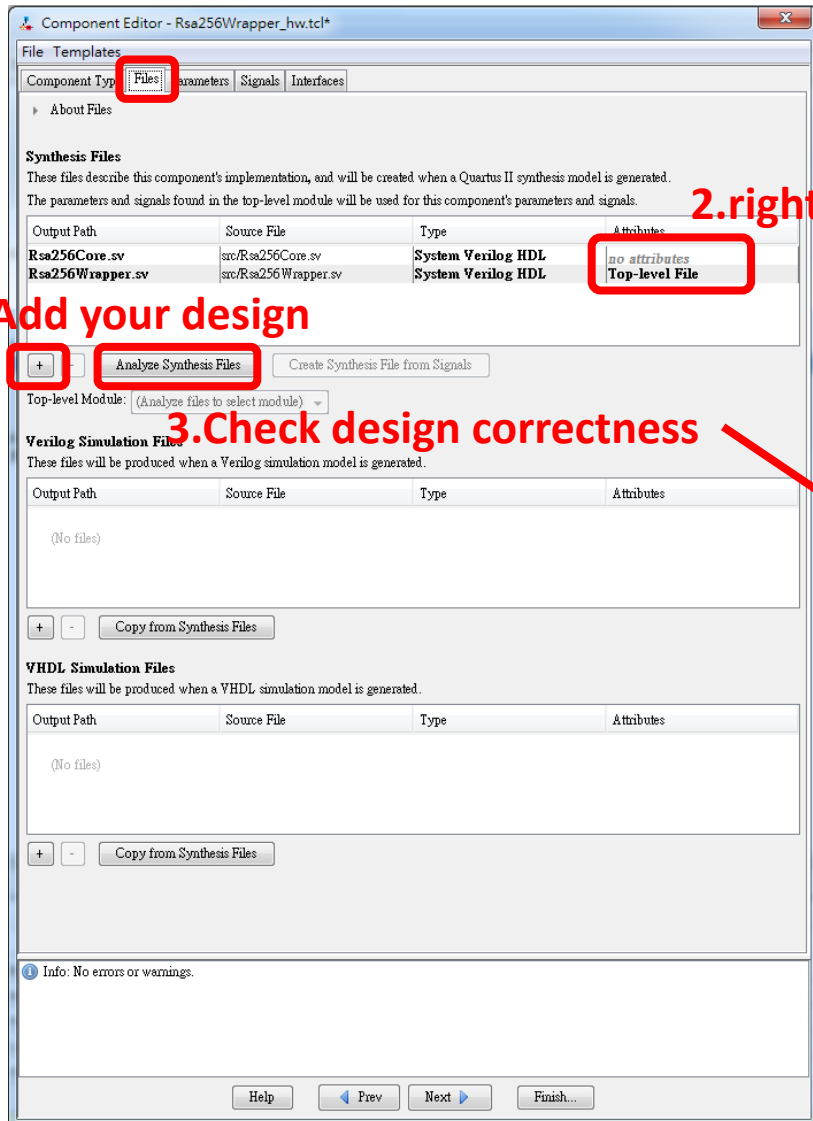 Component Editor - Rsa256Wrapper_hw.tcl*
File Templates
Component Typ Files arameters Signals Interfaces
About Files
Synthesis Files
These files describe this component's implementation, and will be created when a Quartus II synthesis model is generated.
The parameters and signals found in the top-level module will be used for this component's parameters and signals.
2.right
Output Path Source File Type Attributes
Rsa256Core.sv src/Rsa256Core.sv System Verilog HDL no attributes
Rsa256Wrapper.sv src/Rsa256Wrapper.sv System Verilog HDL Top-level File
Add your design
+ - Analyze Synthesis Files Create Synthesis File from Signals
Top-level Module: (Analyze files to select module)
3.Check design correctness
Verilog Simulation Files
These files will be produced when a Verilog simulation model is generated.
Output Path Source File Type Attributes
(No files)
+ - Copy from Synthesis Files
VHDL Simulation Files
These files will be produced when a VHDL simulation model is generated.
Output Path Source File Type Attributes
(No files)
+ - Copy from Synthesis Files
Info: No errors or warnings.
Help Prev Next Finish...